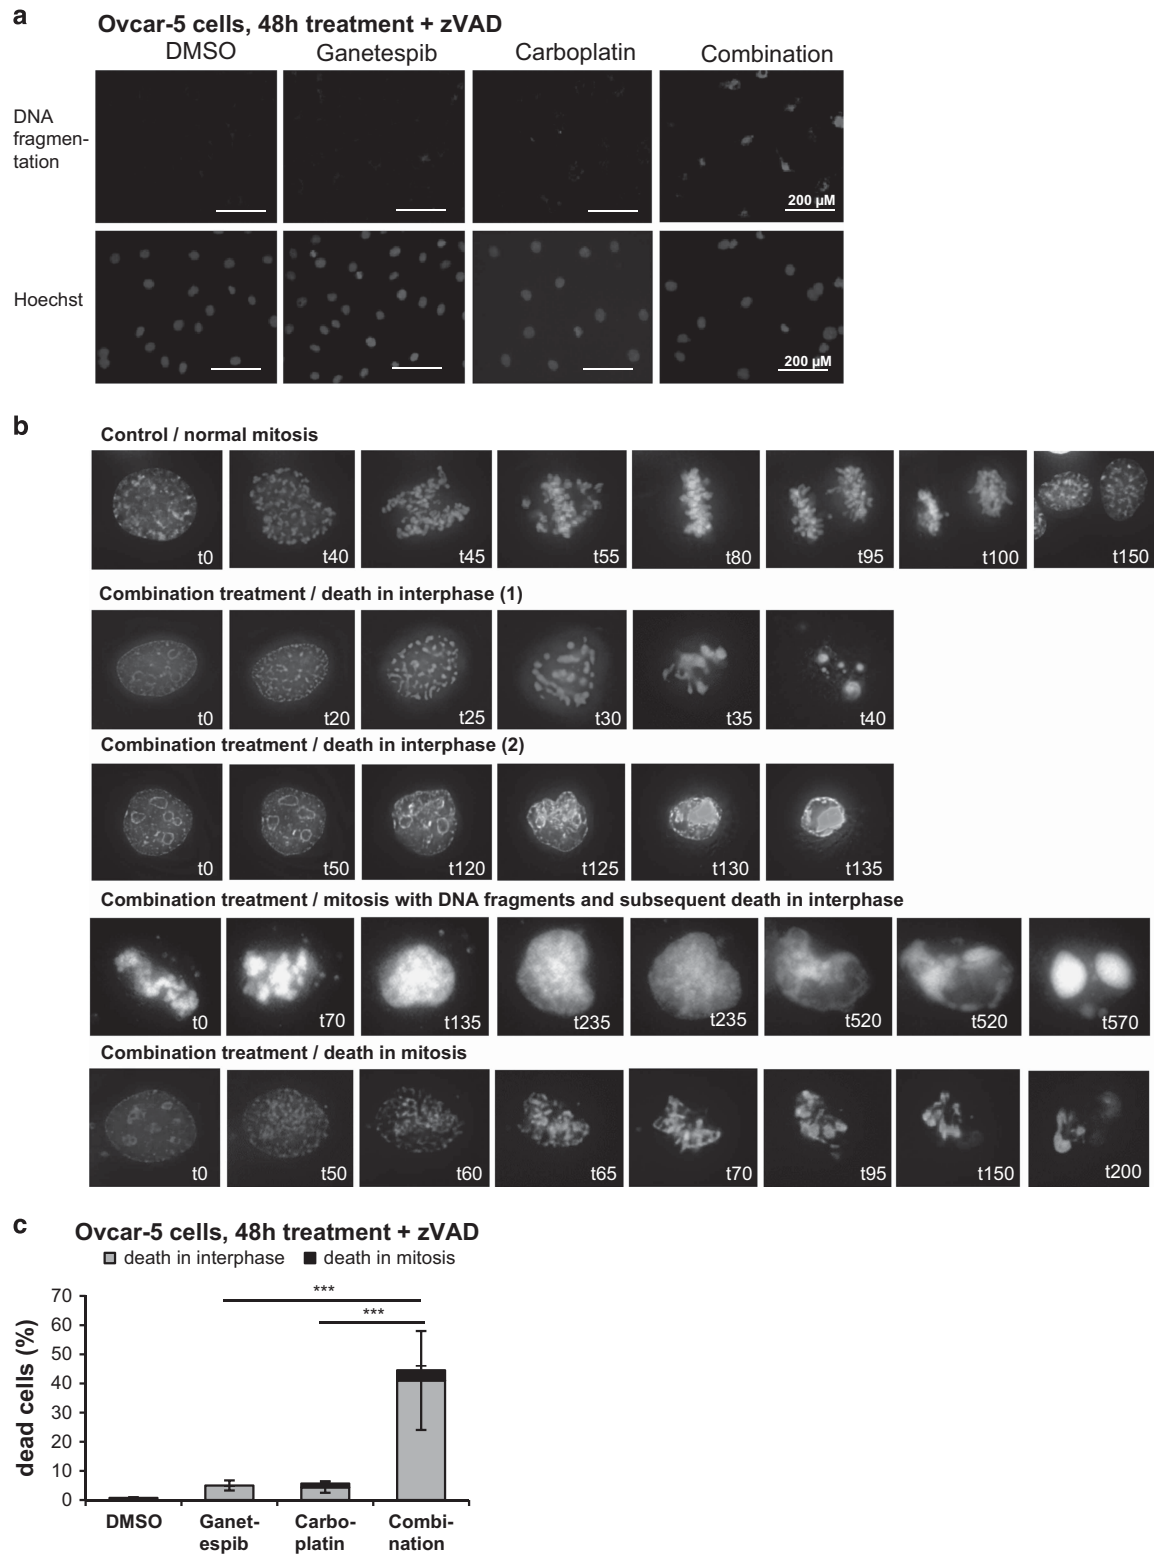 a
Ovcar-5 cells, 48h treatment + zVAD
DMSO Ganetespib Carboplatin Combination
DNA
fragmen-
tation
200 µM
Hoechst
200 µM
b
Control / normal mitosis
t0 t40 t45 t55 t80 t95 t100 t150
Combination treatment / death in interphase (1)
t0 t20 t25 t30 t35 t40
Combination treatment / death in interphase (2)
t0 t50 t120 t125 t130 t135
Combination treatment / mitosis with DNA fragments and subsequent death in interphase
t0 t70 t135 t235 t235 t520 t520 t570
Combination treatment / death in mitosis
t0 t50 t60 t65 t70 t95 t150 t200
c
Ovcar-5 cells, 48h treatment + zVAD
death in interphase death in mitosis
dead cells (%)
70
60
50
40
30
20
10
0
***
***
DMSO Ganet- Carbo- Combi-
espib platin nation